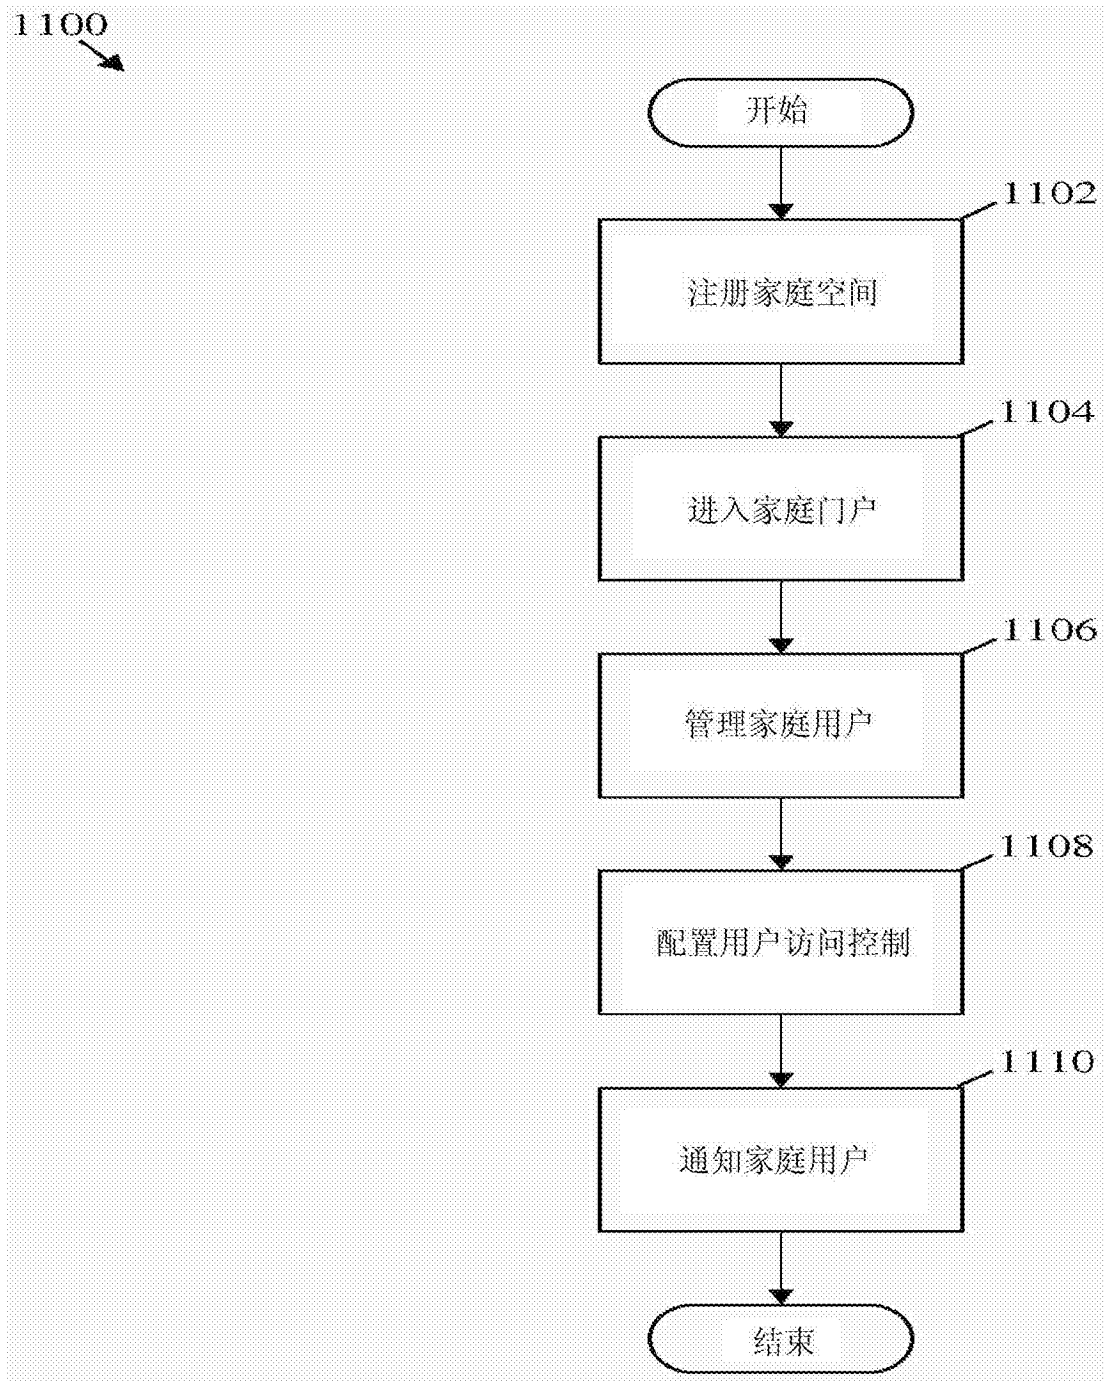 1100
开始
1102
注册家庭空间
1104
进入家庭门户
1106
管理家庭用户
1108
配置用户访问控制
1110
通知家庭用户
结束